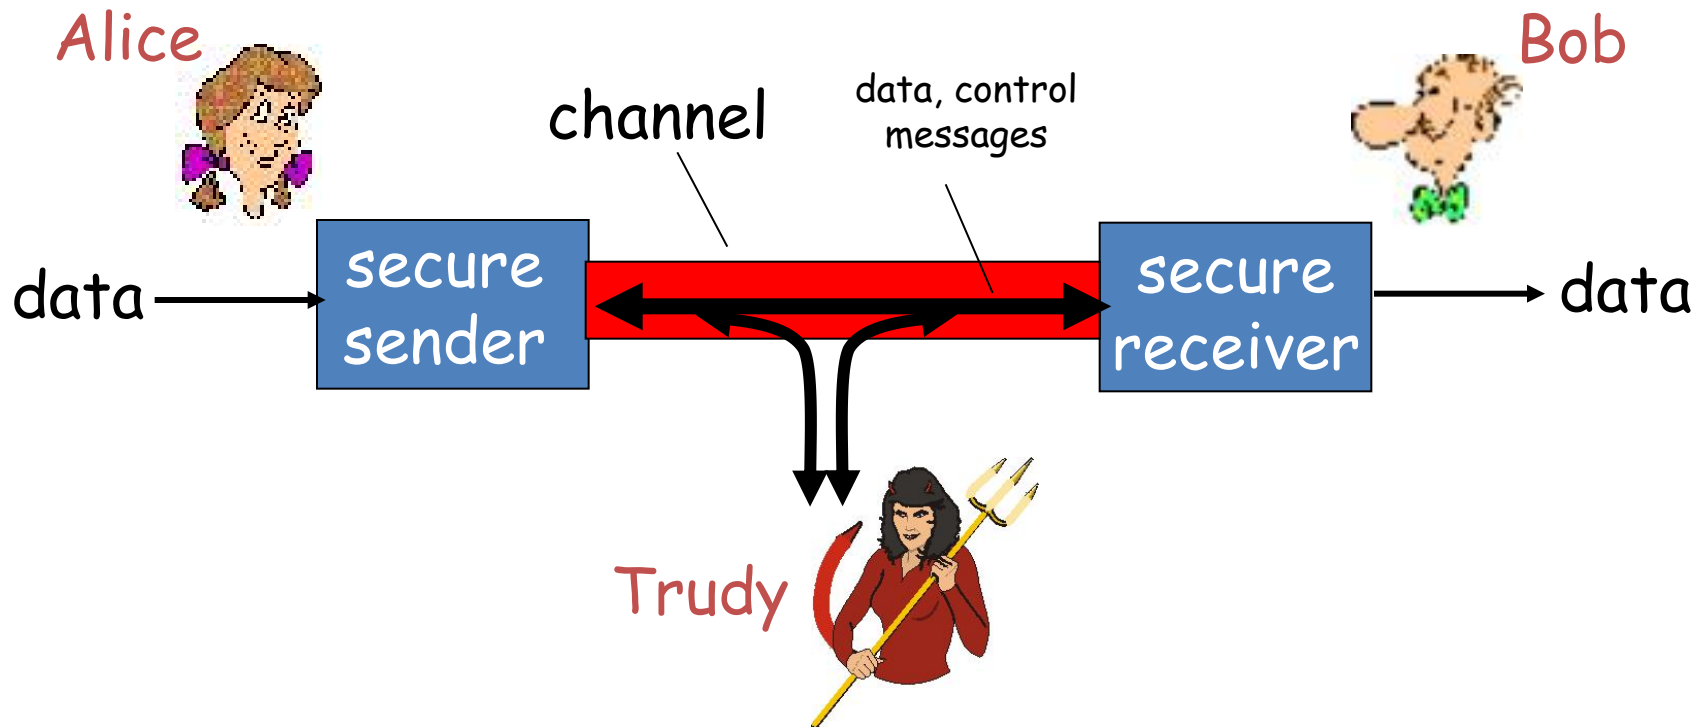 Alice
Bob
channel
data, control
messages
data
secure
sender
secure
receiver
data
Trudy